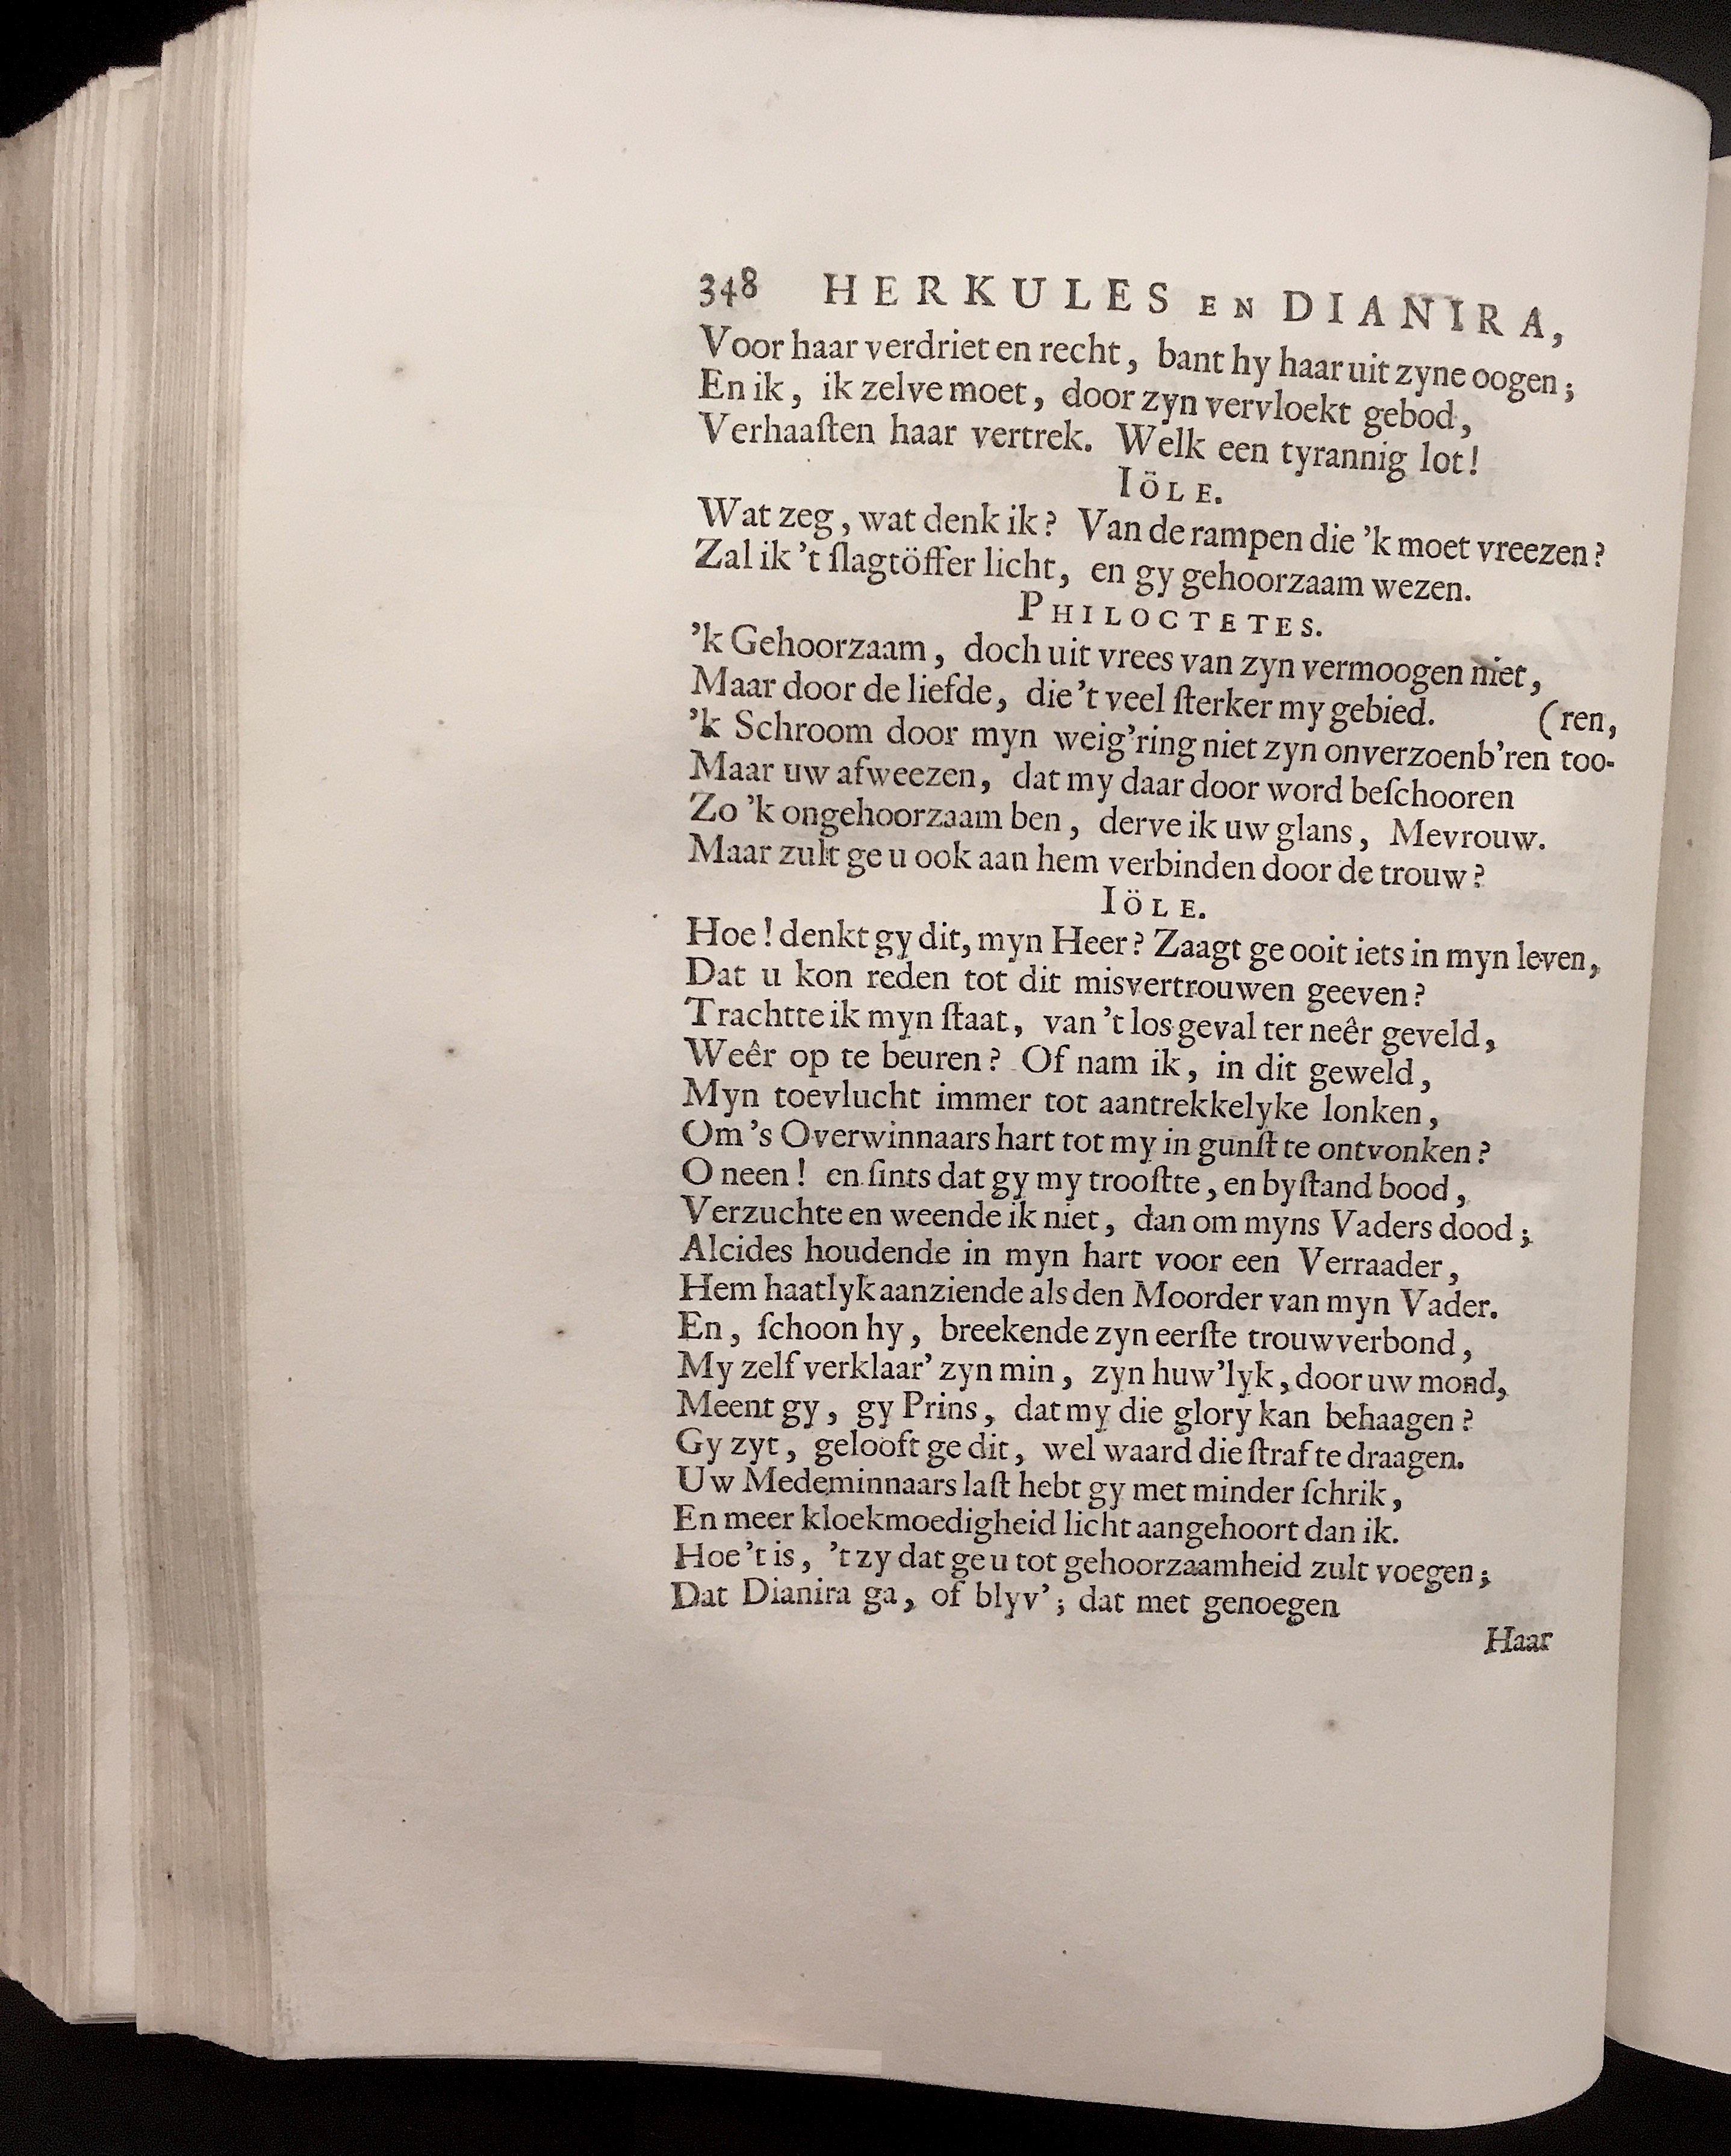 348 HERKULES EN DIANIRA,
Voor haar verdriet en recht, bant hy haar uit zyne oogen;
En ik, ik zelve moet, door zyn vervloekt gebod,
Verhaaſten haar vertrek. Welk een tyrannig lot!
IöLE.
Wat zeg, wat denk ik? Van de rampen die 'k moet vreezen?
Zal ik 't ſlagtöffer licht, en gy gehoorzaam wezen.
PHILOCTETES.
'k Gehoorzaam, doch uit vrees van zyn vermoogen niet,
Maar door de liefde, die 't veel ſterker my gebied. (ren,
'k Schroom door myn weig'ring niet zyn onverzoenb'ren too-
Maar uw afweezen, dat my daar door word beſchooren
Zo 'k ongehoorzaam ben, derve ik uw glans, Mevrouw.
Maar zult ge u ook aan hem verbinden door de trouw?
IöLE.
Hoe! denkt gy dit, myn Heer? Zaagt ge ooit iets in myn leven,
Dat u kon reden tot dit misvertrouwen geeven?
Trachtte ik myn ſtaat, van 't los geval ter neêr geveld,
Weêr op te beuren? Of nam ik, in dit geweld,
Myn toevlucht immer tot aantrekkelyke lonken,
Om 's Overwinnaars hart tot my in gunſt te ontvonken?
O neen! en ſints dat gy my trooſtte, en byſtand bood,
Verzuchte en weende ik niet, dan om myns Vaders dood;
Alcides houdende in myn hart voor een Verraader,
Hem haatlyk aanziende als den Moorder van myn Vader.
En, ſchoon hy, breekende zyn eerſte trouwverbond,
My zelf verklaar' zyn min, zyn huw'lyk, door uw mond,
Meent gy, gy Prins, dat my die glory kan behaagen?
Gy zyt, gelooft ge dit, wel waard die ſtraf te draagen.
Uw Medeminnaars laſt hebt gy met minder ſchrik,
En meer kloekmoedigheid licht aangehoort dan ik.
Hoe 't is, 't zy dat ge u tot gehoorzaamheid zult voegen;
Dat Dianira ga, of blyv'; dat met genoegen
Haar